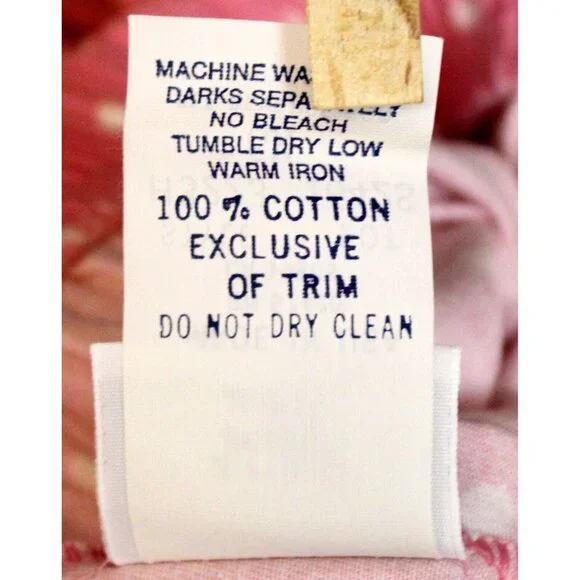 MACHINE WA
DARKS SEPARATELY
NO BLEACH
TUMBLE DRY LOW
WARM IRON
100% COTTON
EXCLUSIVE
OF TRIM
DO NOT DRY CLEAN